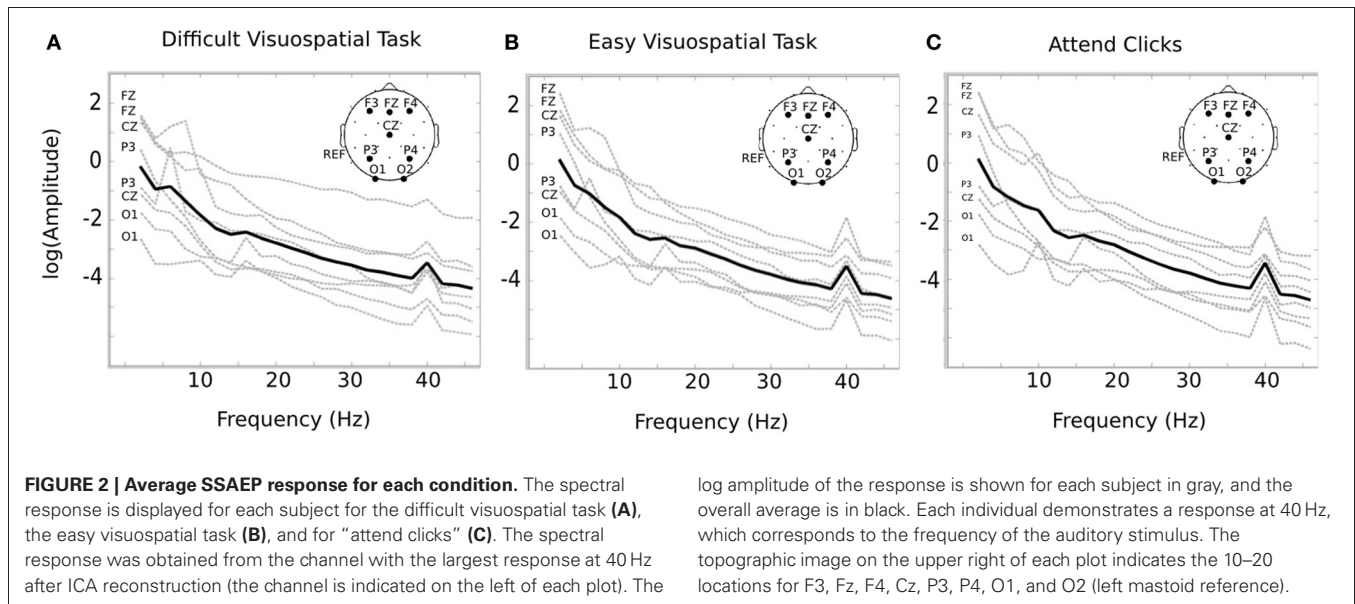 A Difficult Visuospatial Task
B Easy Visuospatial Task
C Attend Clicks
log(Amplitude)
2
0
-2
-4
FZ
FZ
CZ
P3
P3
CZ
O1
O1
F3 FZ F4
CZ
P3 P4
REF
O1 O2
10 20 30 40
Frequency (Hz)
2
0
-2
-4
FZ
FZ
CZ
P3
P3
CZ
O1
O1
F3 FZ F4
CZ
P3 P4
REF
O1 O2
10 20 30 40
Frequency (Hz)
2
0
-2
-4
FZ
FZ
CZ
P3
P3
CZ
O1
O1
F3 FZ F4
CZ
P3 P4
REF
O1 O2
10 20 30 40
Frequency (Hz)
FIGURE 2 | Average SSAEP response for each condition. The spectral
response is displayed for each subject for the difficult visuospatial task (A),
the easy visuospatial task (B), and for “attend clicks” (C). The spectral
response was obtained from the channel with the largest response at 40 Hz
after ICA reconstruction (the channel is indicated on the left of each plot). The
log amplitude of the response is shown for each subject in gray, and the
overall average is in black. Each individual demonstrates a response at 40 Hz,
which corresponds to the frequency of the auditory stimulus. The
topographic image on the upper right of each plot indicates the 10–20
locations for F3, Fz, F4, Cz, P3, P4, O1, and O2 (left mastoid reference).